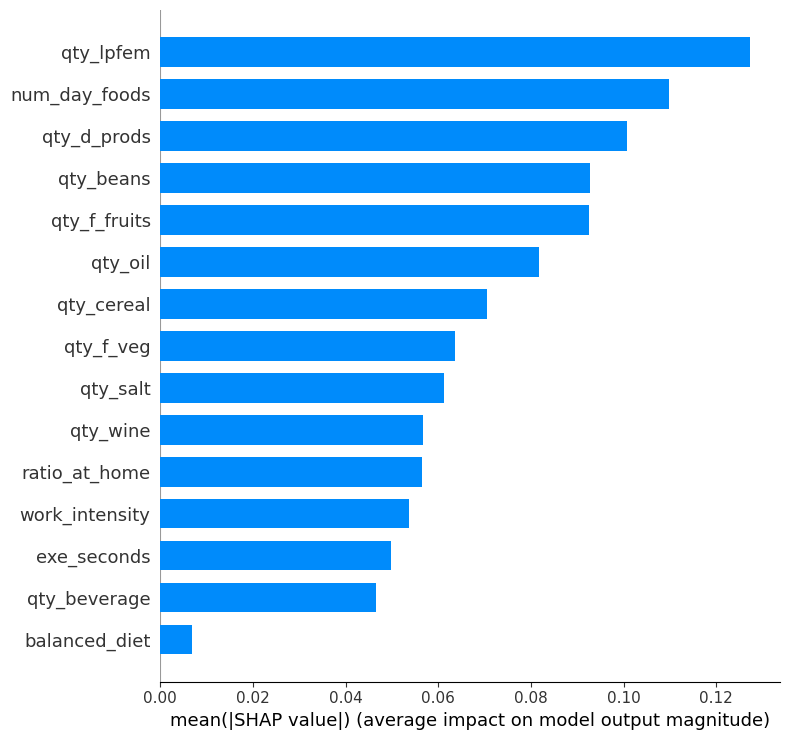 qty_lpfem
num_day_foods
qty_d_prods
qty_beans
qty_f_fruits
qty_oil
qty_cereal
qty_f_veg
qty_salt
qty_wine
ratio_at_home
work_intensity
exe_seconds
qty_beverage
balanced_diet
0.00 0.02 0.04 0.06 0.08 0.10 0.12
mean(|SHAP value|) (average impact on model output magnitude)